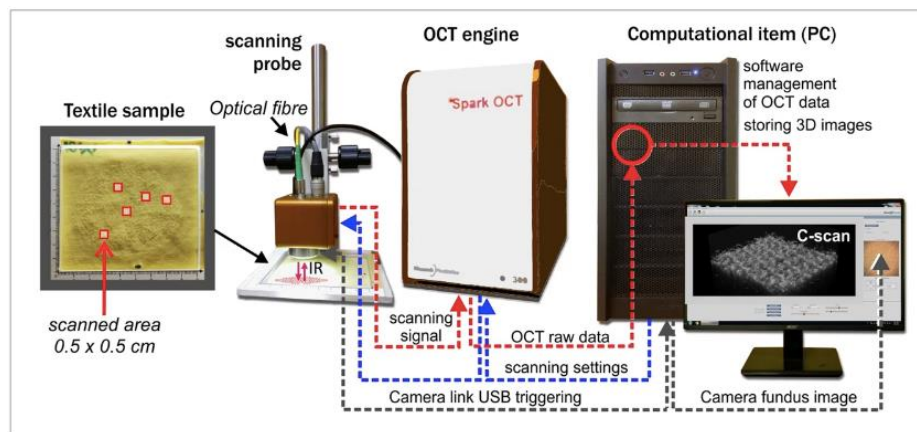 scanning
probe
OCT engine
Computational item (PC)
Textile sample
Optical fibre
Spark OCT
software
management
of OCT data
storing 3D images
C-scan
IR
300
scanned area
0.5 x 0.5 cm
scanning
signal
OCT raw data
scanning settings
Camera link USB triggering
Camera fundus image